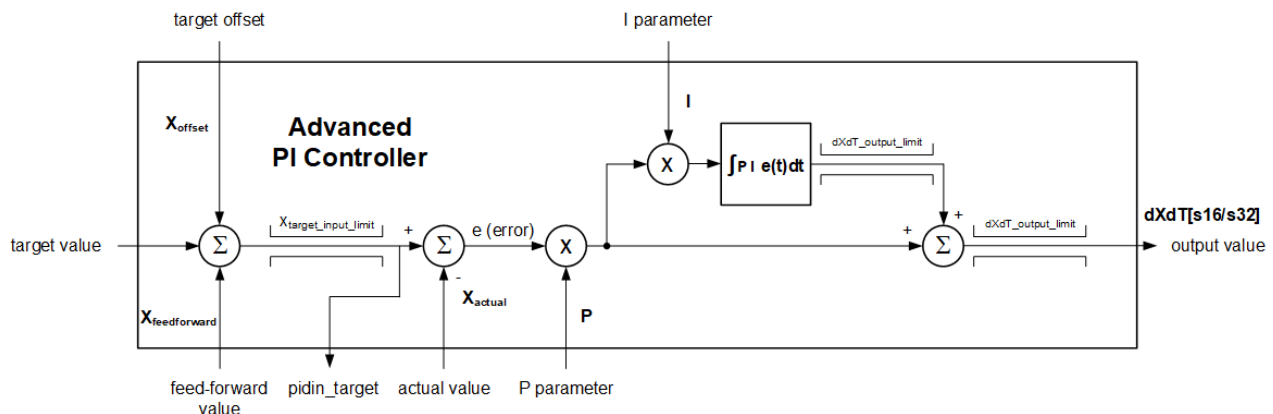 target offset
I parameter
Advanced
PI Controller
Xoffset
I
X
∫P I e(t)dt
dXdT_output_limit
target value
Σ
Xtarget_input_limit
+
Σ
-
e (error)
X
+
+
Σ
dXdT_output_limit
dXdT[s16/s32]
output value
Xfeedforward
Xactual
P
feed-forward
value
pidin_target
actual value
P parameter